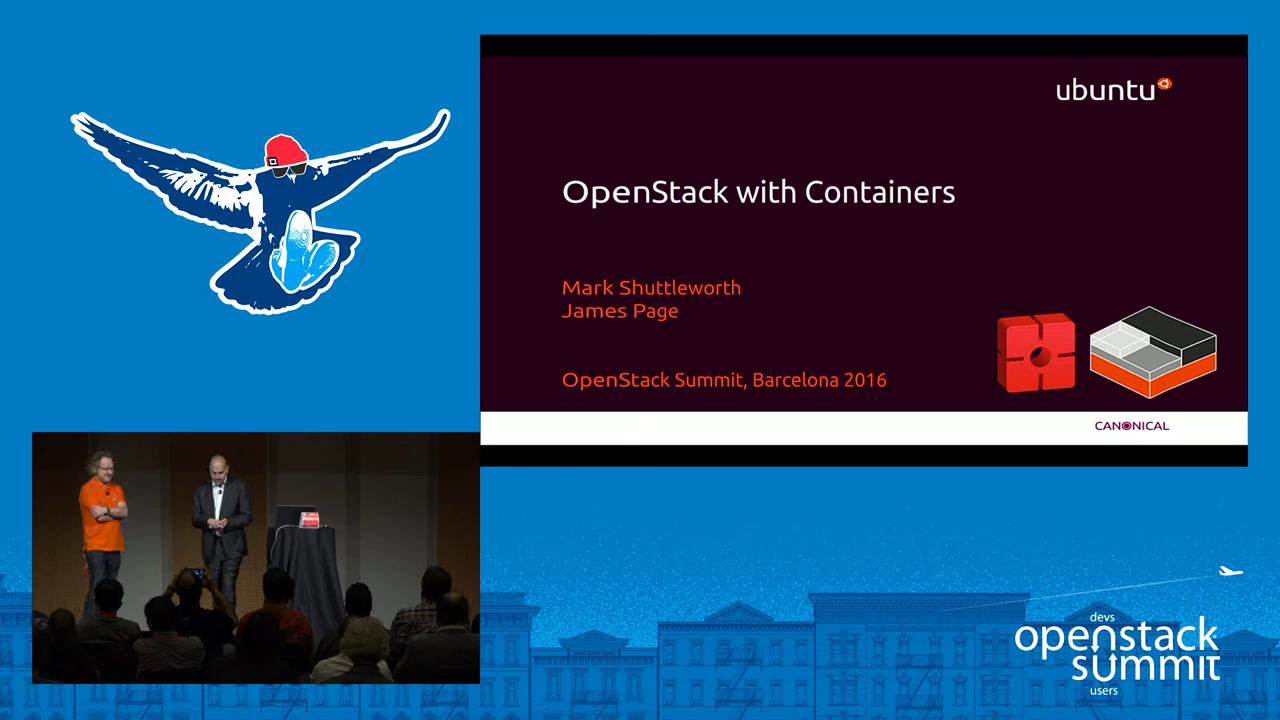 ubuntu
OpenStack with Containers
Mark Shuttleworth
James Page
OpenStack Summit, Barcelona 2016
CANONICAL
devs
openstack
summit
users